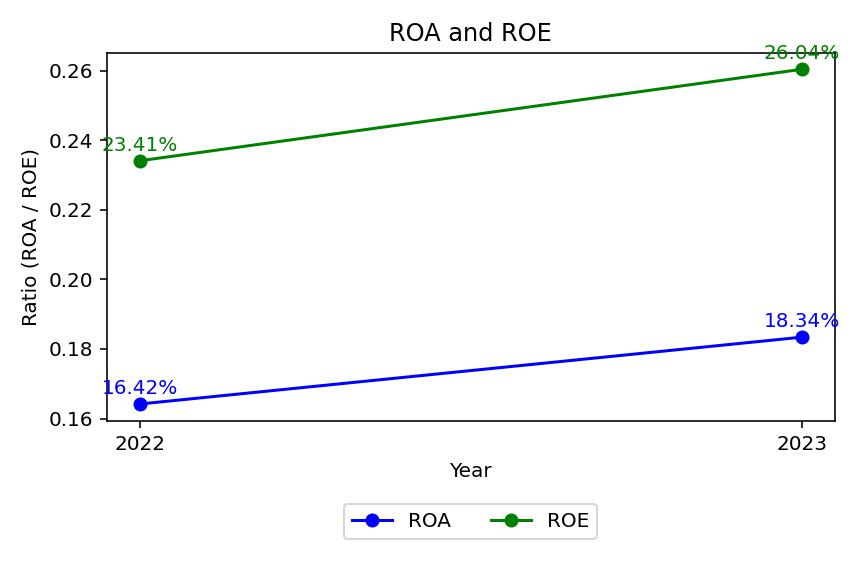 ROA and ROE
26.04%
0.26
23.41%
0.24
0.22
0.20
18.34%
0.18
16.42%
0.16
Ratio (ROA / ROE)
2022 2023
Year
ROA ROE